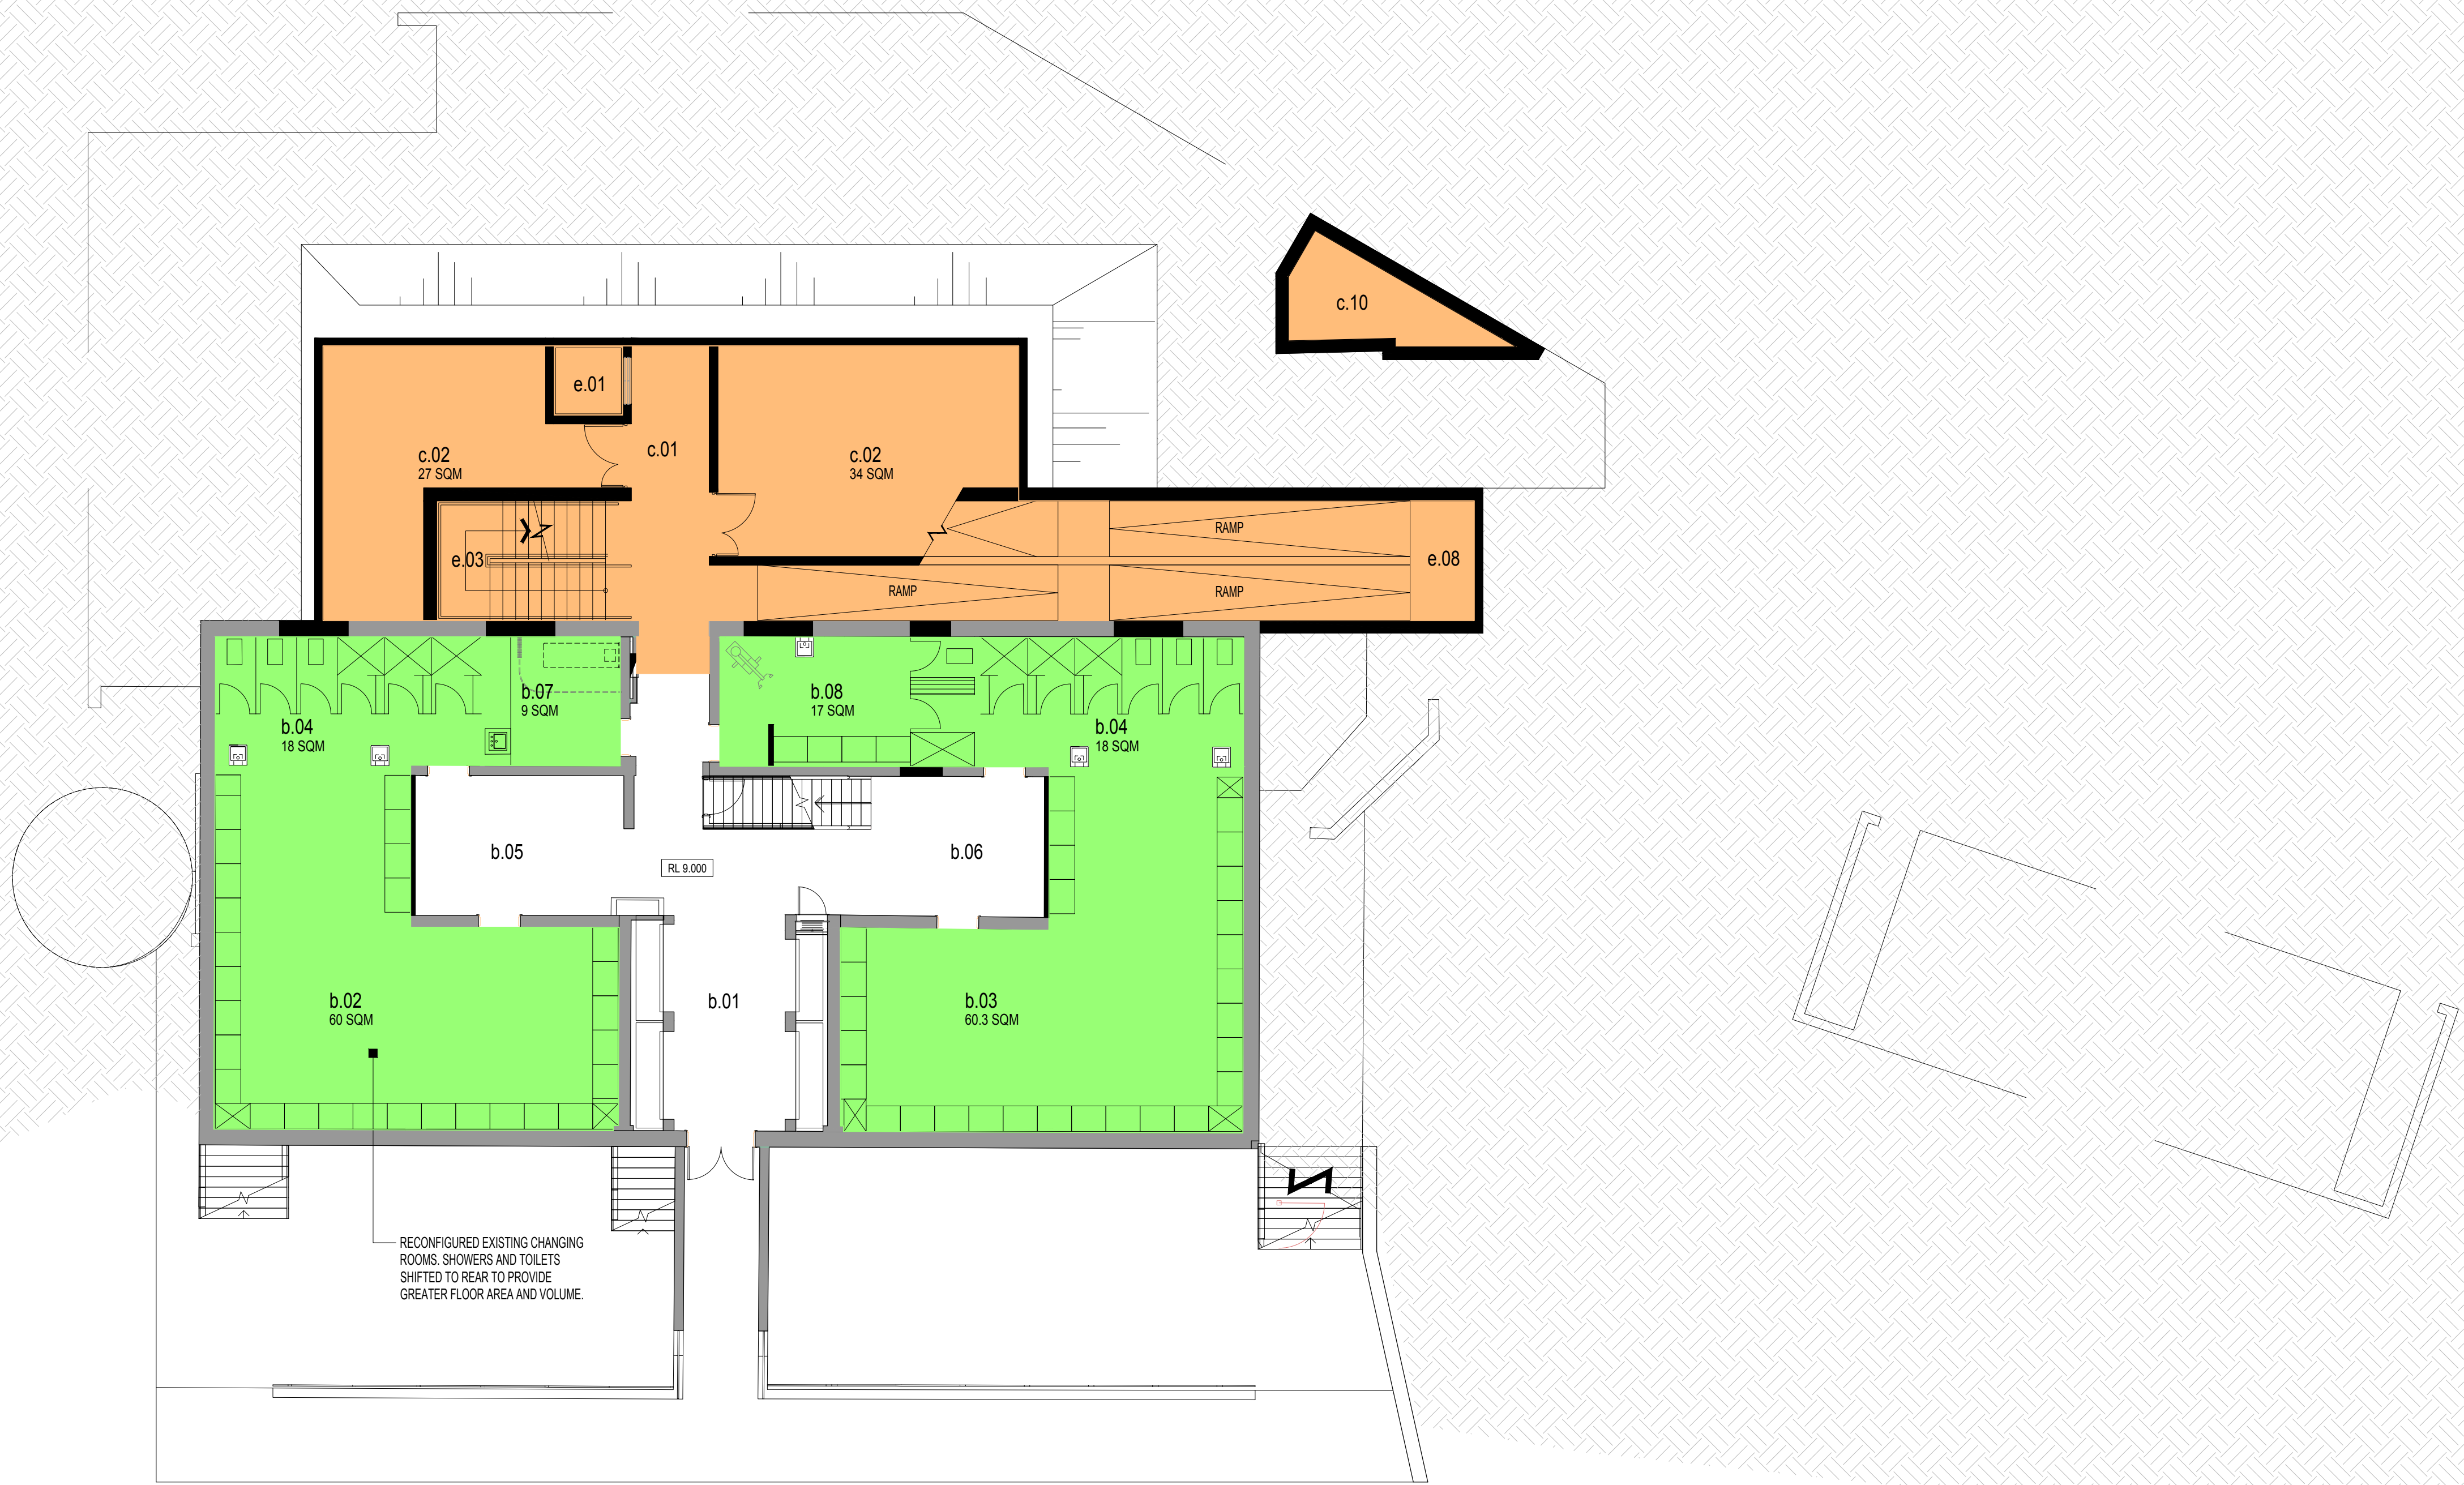 c.10
e.01
c.01
c.02
27 SQM
c.02
34 SQM
RAMP
e.03
e.08
RAMP
RAMP
b.07
9 SQM
b.08
17 SQM
b.04
18 SQM
b.04
18 SQM
b.05
b.06
RL 9.000
b.02
60 SQM
b.01
b.03
60.3 SQM
RECONFIGURED EXISTING CHANGING
ROOMS. SHOWERS AND TOILETS
SHIFTED TO REAR TO PROVIDE
GREATER FLOOR AREA AND VOLUME.